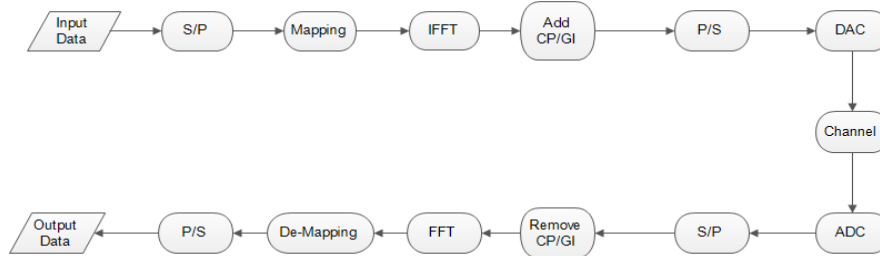 Input
Data
S/P
Mapping
IFFT
Add
CP/GI
P/S
DAC
Channel
Output
Data
P/S
De-Mapping
FFT
Remove
CP/GI
S/P
ADC